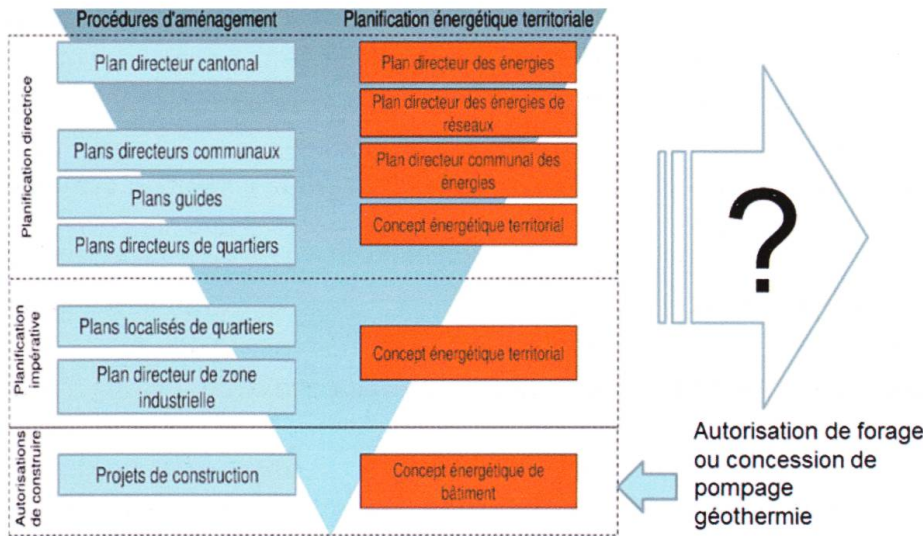 Procédures d'aménagement
Planification énergétique territoriale
Planification directrice
Plan directeur cantonal
Plan directeur des énergies
Plan directeur des énergies de
réseaux
Plans directeurs communaux
Plan directeur communal des
énergies
Plans guides
Concept énergétique territorial
Plans directeurs de quartiers
?
Planification
impérative
Plans localisés de quartiers
Plan directeur de zone
industrielle
Concept énergétique territorial
Autorisations
de construire
Projets de construction
Concept énergétique de
bâtiment
Autorisation de forage
ou concession de
pompage
géothermie